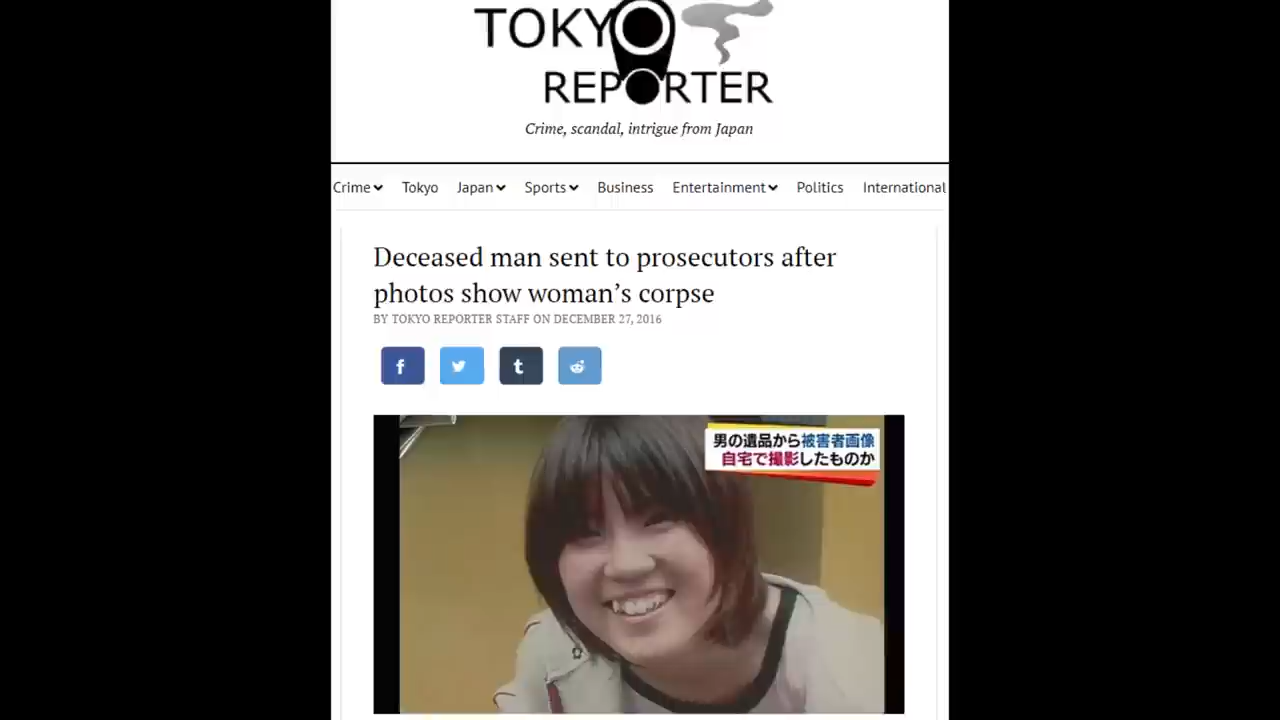 TOKYO
REPORTER
Crime, scandal, intrigue from Japan
Crime Tokyo Japan Sports Business Entertainment Politics International
Deceased man sent to prosecutors after
photos show woman's corpse
BY TOKYO REPORTER STAFF ON DECEMBER 27, 2016
男の遺品から被害者画像
自宅で撮影したものか